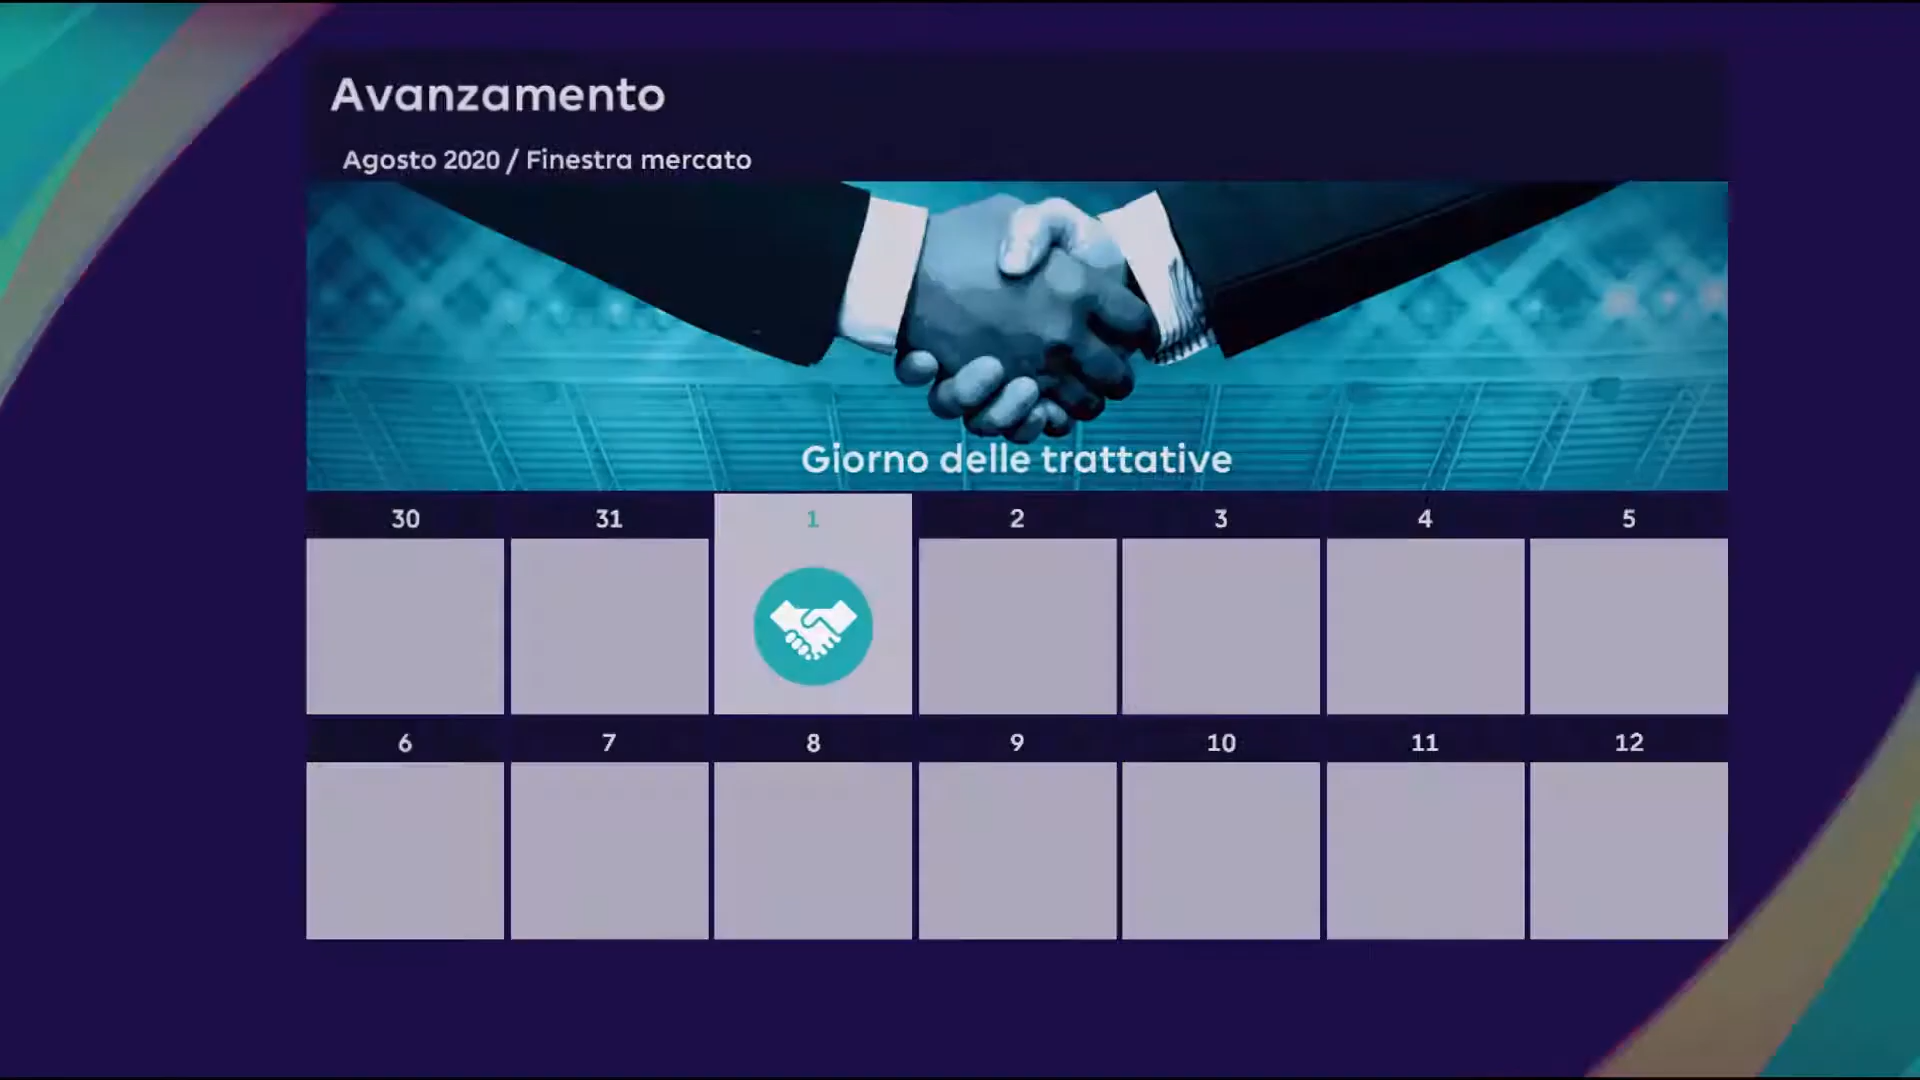 Avanzamento
Agosto 2020 / Finestra mercato
Giorno delle trattative
30 31 1 2 3 4 5
6 7 8 9 10 11 12